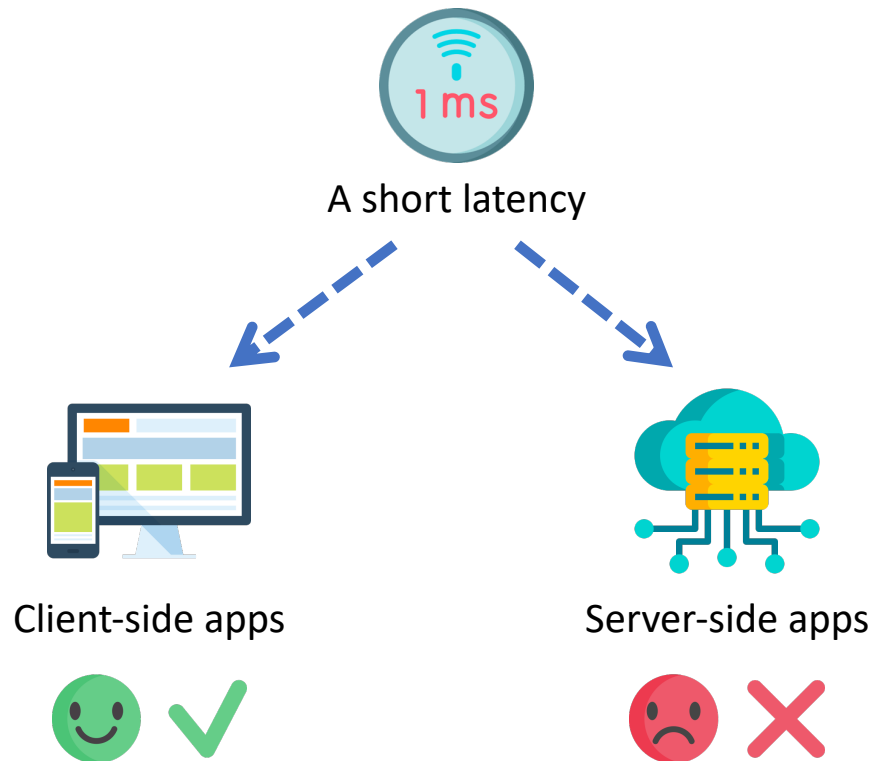 1 ms
A short latency
Client-side apps
Server-side apps